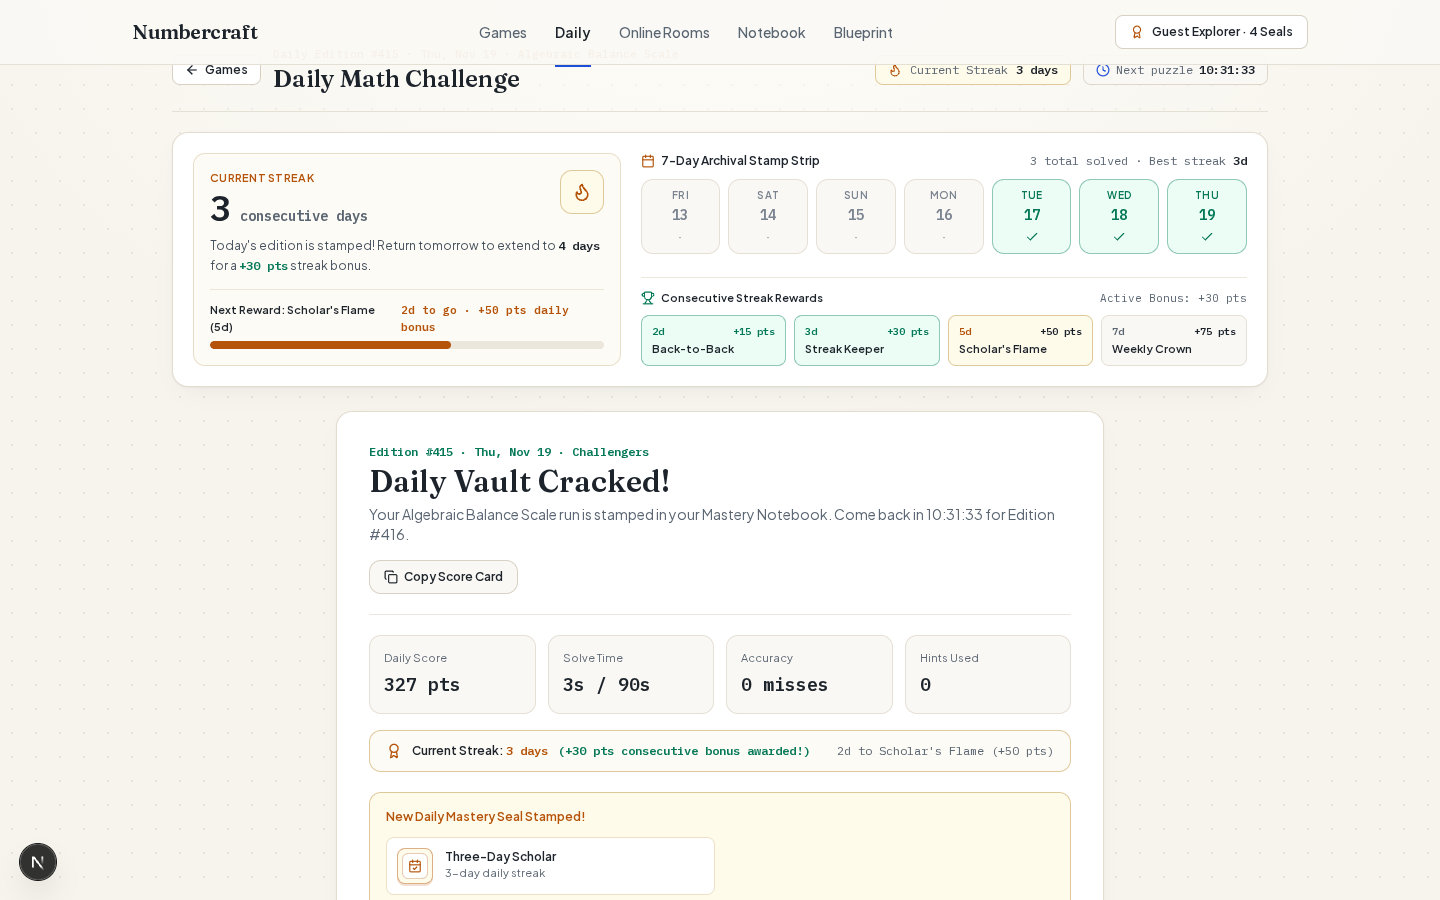 Numbercraft
Games
Daily
Online Rooms
Notebook
Blueprint
Guest Explorer · 4 Seals
Daily Edition #415 · Thu, Nov 19 · Algebraic Balance Scale
Games
Daily Math Challenge
Current Streak 3 days
Next puzzle 10:31:33
CURRENT STREAK
3 consecutive days
Today's edition is stamped! Return tomorrow to extend to 4 days
for a +30 pts streak bonus.
Next Reward: Scholar's Flame
(5d)
2d to go · +50 pts daily
bonus
7-Day Archival Stamp Strip
3 total solved · Best streak 3d
FRI
13
SAT
14
SUN
15
MON
16
TUE
17
WED
18
THU
19
Consecutive Streak Rewards
Active Bonus: +30 pts
2d +15 pts
Back-to-Back
3d +30 pts
Streak Keeper
5d +50 pts
Scholar's Flame
7d +75 pts
Weekly Crown
Edition #415 · Thu, Nov 19 · Challengers
Daily Vault Cracked!
Your Algebraic Balance Scale run is stamped in your Mastery Notebook. Come back in 10:31:33 for Edition
#416.
Copy Score Card
Daily Score
327 pts
Solve Time
3s / 90s
Accuracy
0 misses
Hints Used
0
Current Streak: 3 days (+30 pts consecutive bonus awarded!)
2d to Scholar's Flame (+50 pts)
New Daily Mastery Seal Stamped!
Three-Day Scholar
3-day daily streak
N